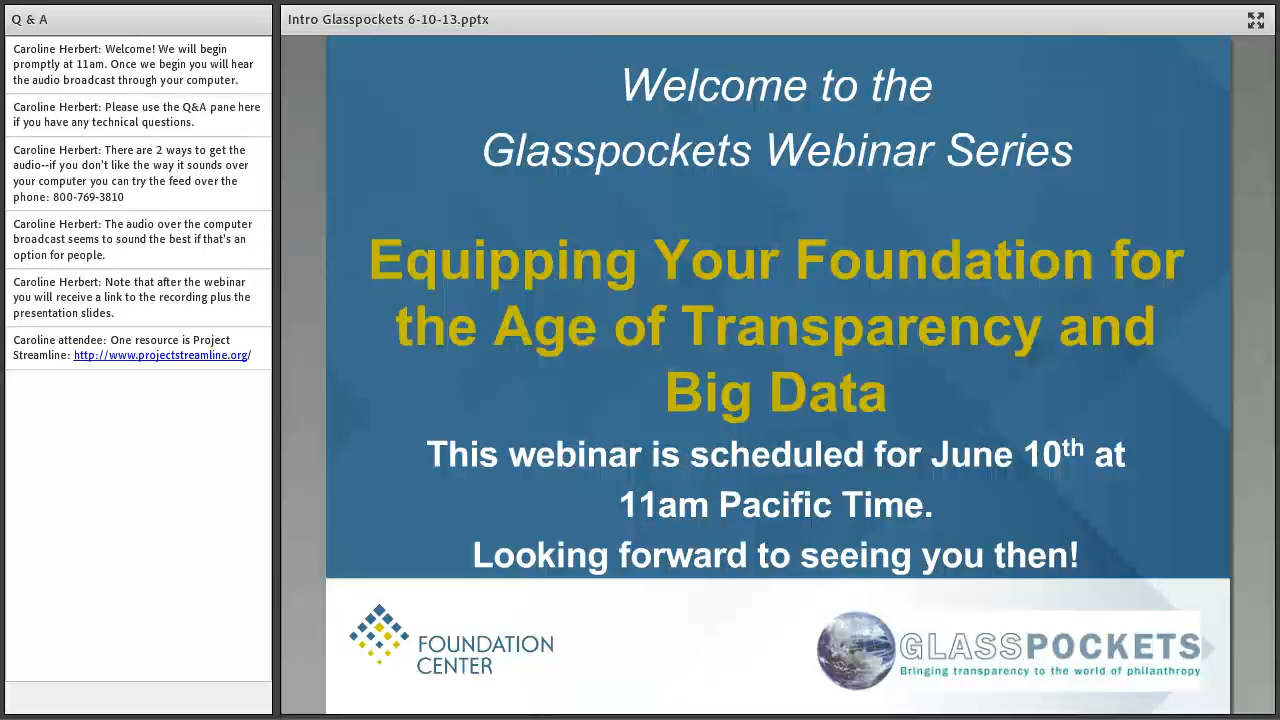 Q & A
Caroline Herbert: Welcome! We will begin
promptly at 11am. Once we begin you will hear
the audio broadcast through your computer.
Caroline Herbert: Please use the Q&A pane here
if you have any technical questions.
Caroline Herbert: There are 2 ways to get the
audio--if you don't like the way it sounds over
your computer you can try the feed over the
phone: 800-769-3810
Caroline Herbert: The audio over the computer
broadcast seems to sound the best if that's an
option for people.
Caroline Herbert: Note that after the webinar
you will receive a link to the recording plus the
presentation slides.
Caroline attendee: One resource is Project
Streamline: http://www.projectstreamline.org/
Intro Glasspockets 6-10-13.pptx
Welcome to the
Glasspockets Webinar Series
Equipping Your Foundation for
the Age of Transparency and
Big Data
This webinar is scheduled for June 10th at
11am Pacific Time.
Looking forward to seeing you then!
FOUNDATION
CENTER
GLASSPOCKETS
Bringing transparency to the world of philanthropy